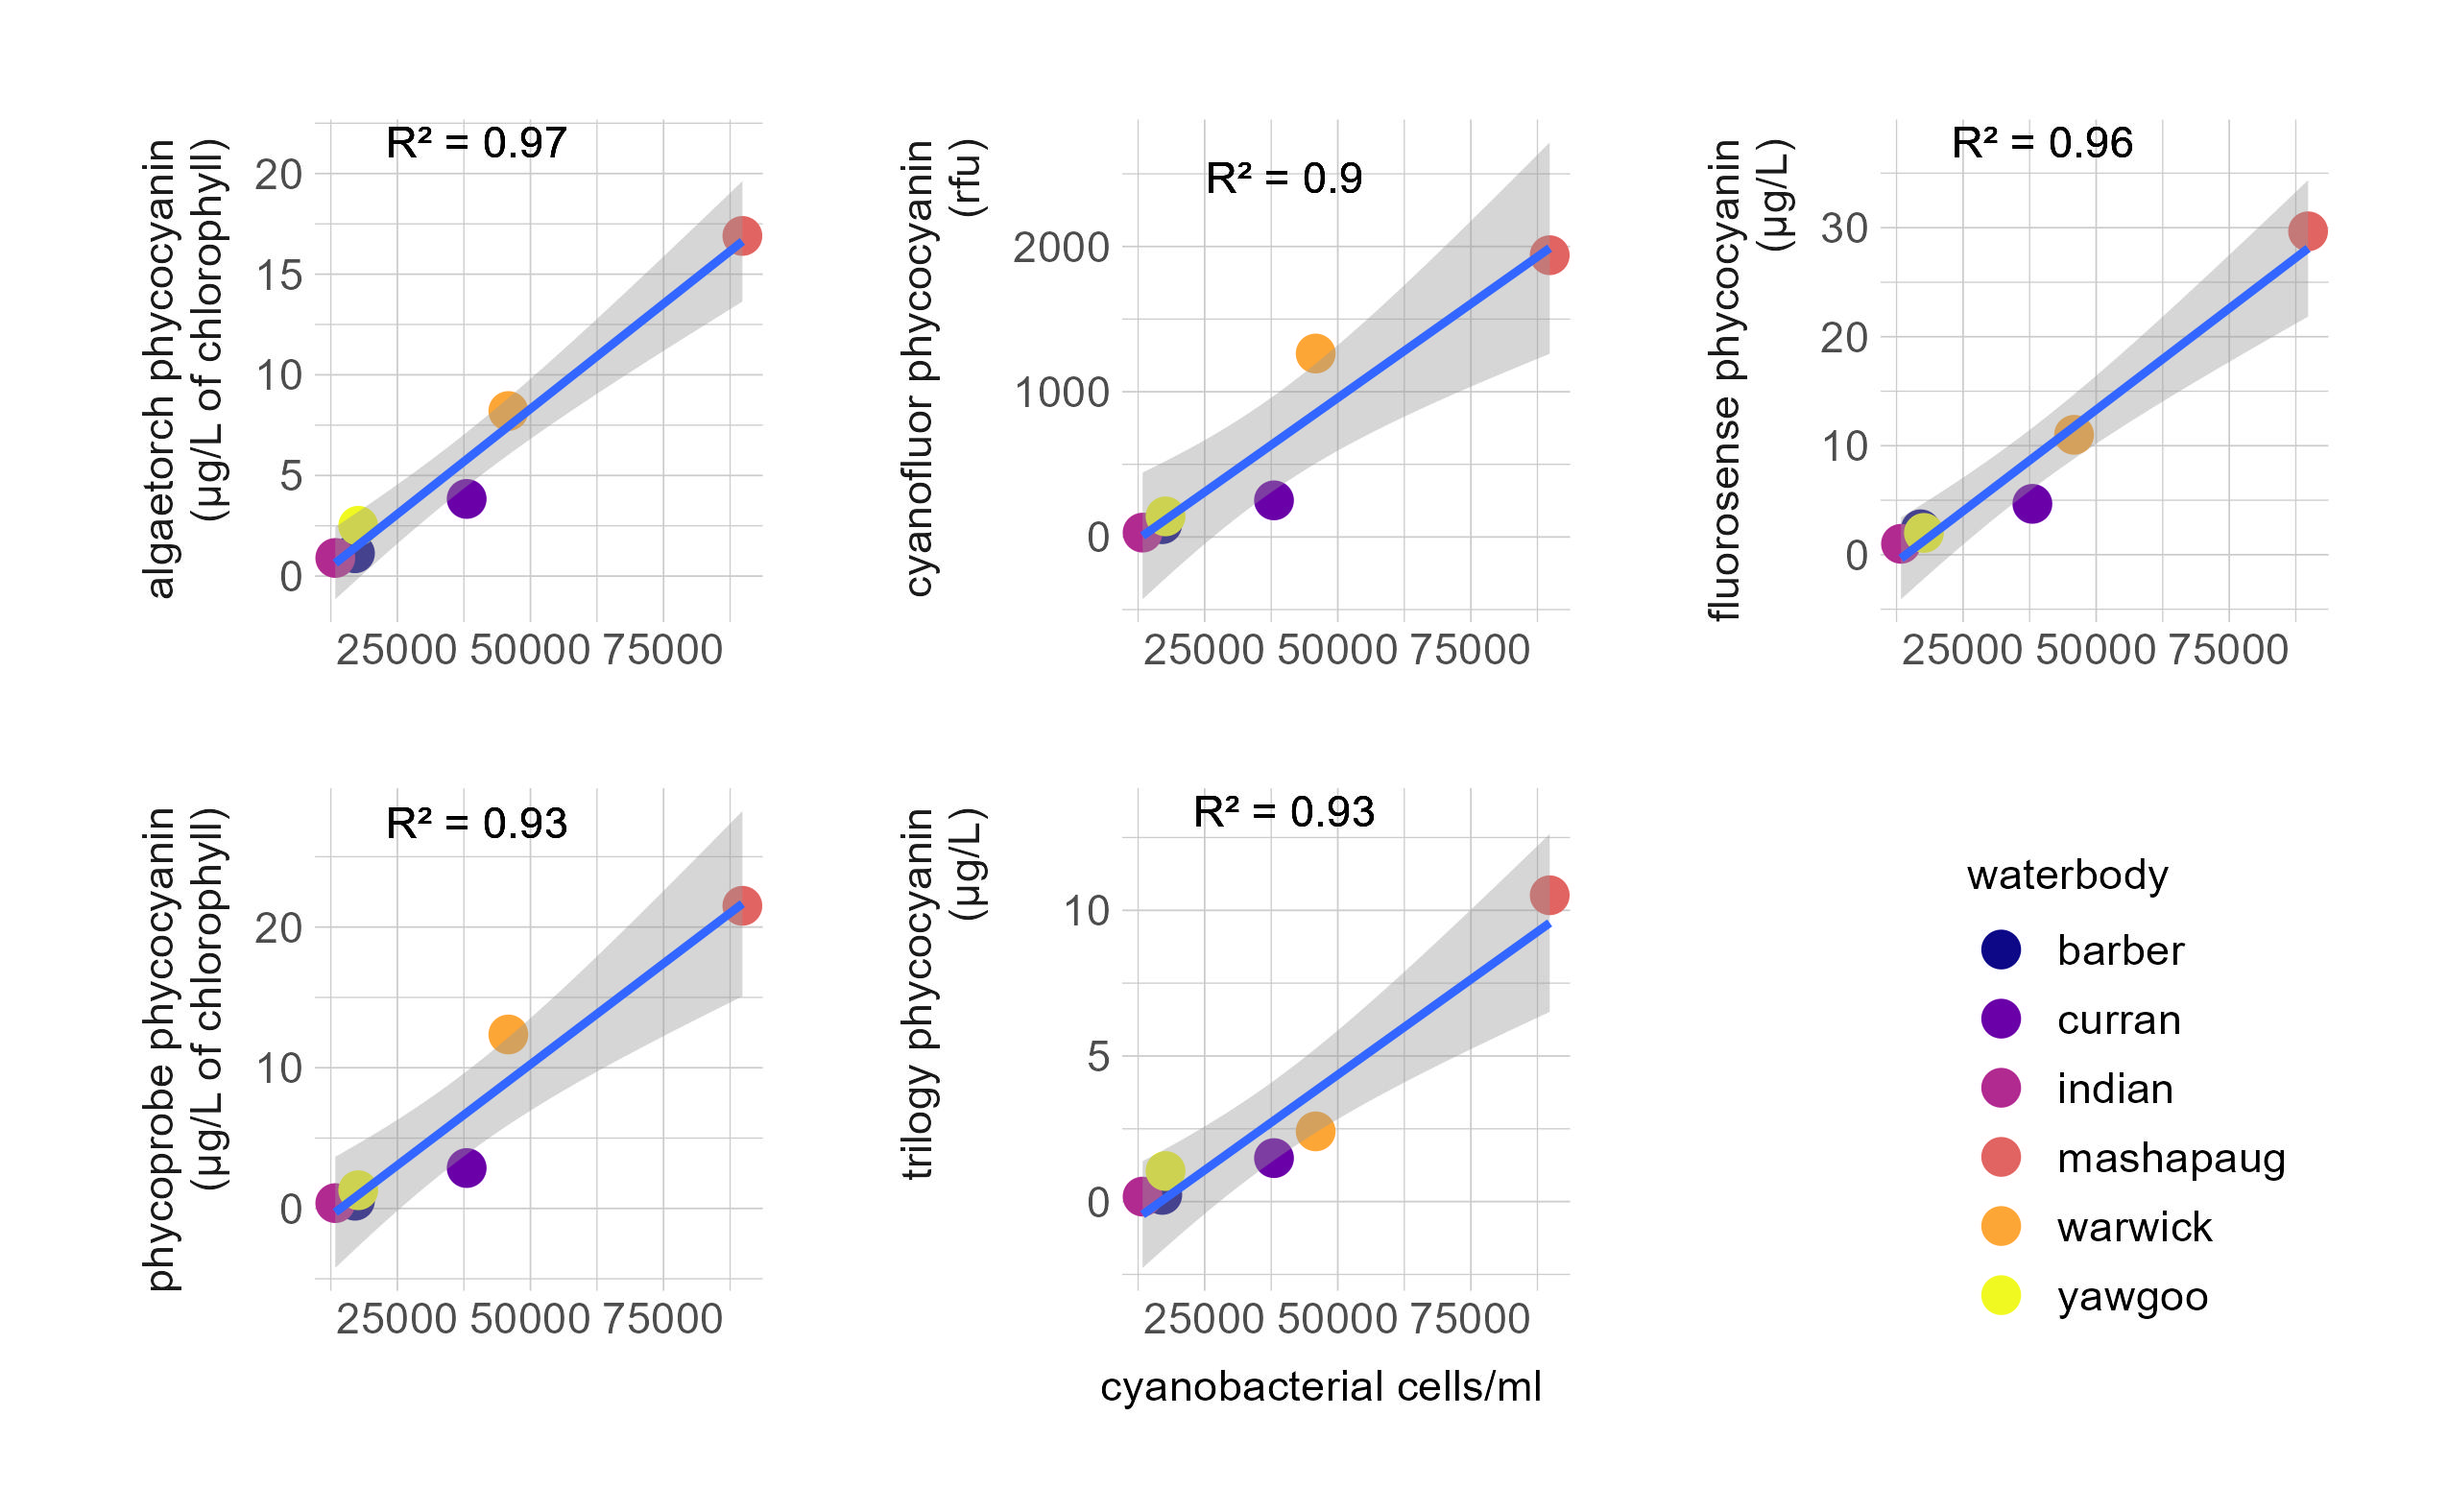 algaetorch phycocyanin
(µg/L of chlorophyll)
R² = 0.97
20
15
10
5
0
25000 50000 75000
cyanofluor phycocyanin
(rfu)
R² = 0.9
2000
1000
0
25000 50000 75000
fluorosense phycocyanin
(µg/L)
R² = 0.96
30
20
10
0
25000 50000 75000
phycoprobe phycocyanin
(µg/L of chlorophyll)
R² = 0.93
20
10
0
25000 50000 75000
trilogy phycocyanin
(µg/L)
R² = 0.93
10
5
0
25000 50000 75000
cyanobacterial cells/ml
waterbody
barber
curran
indian
mashapaug
warwick
yawgoo